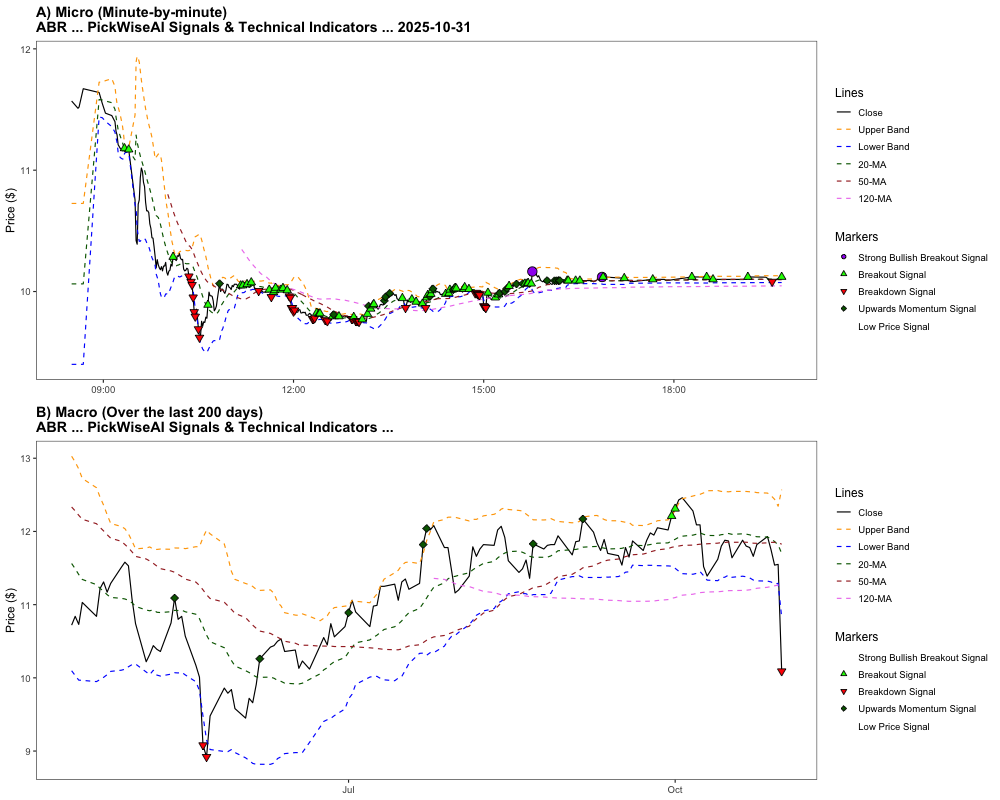 A) Micro (Minute-by-minute)
ABR ... PickWiseAI Signals & Technical Indicators ... 2025-10-31
12
11
10
Price ($)
09:00
12:00
15:00
18:00
Lines
Close
Upper Band
Lower Band
20-MA
50-MA
120-MA
Markers
Strong Bullish Breakout Signal
Breakout Signal
Breakdown Signal
Upwards Momentum Signal
Low Price Signal
B) Macro (Over the last 200 days)
ABR ... PickWiseAI Signals & Technical Indicators ...
13
12
11
10
9
Price ($)
Jul
Oct
Lines
Close
Upper Band
Lower Band
20-MA
50-MA
120-MA
Markers
Strong Bullish Breakout Signal
Breakout Signal
Breakdown Signal
Upwards Momentum Signal
Low Price Signal